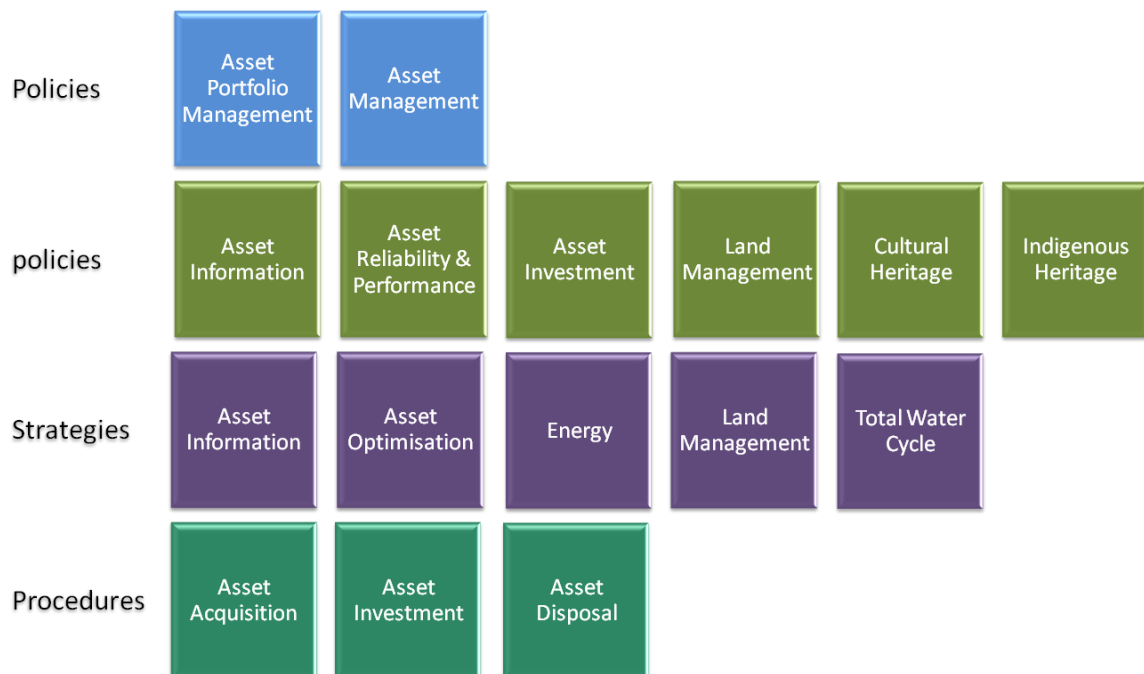 Policies
Asset
Portfolio
Management
Asset
Management
policies
Asset
Information
Asset
Reliability &
Performance
Asset
Investment
Land
Management
Cultural
Heritage
Indigenous
Heritage
Strategies
Asset
Information
Asset
Optimisation
Energy
Land
Management
Total Water
Cycle
Procedures
Asset
Acquisition
Asset
Investment
Asset
Disposal